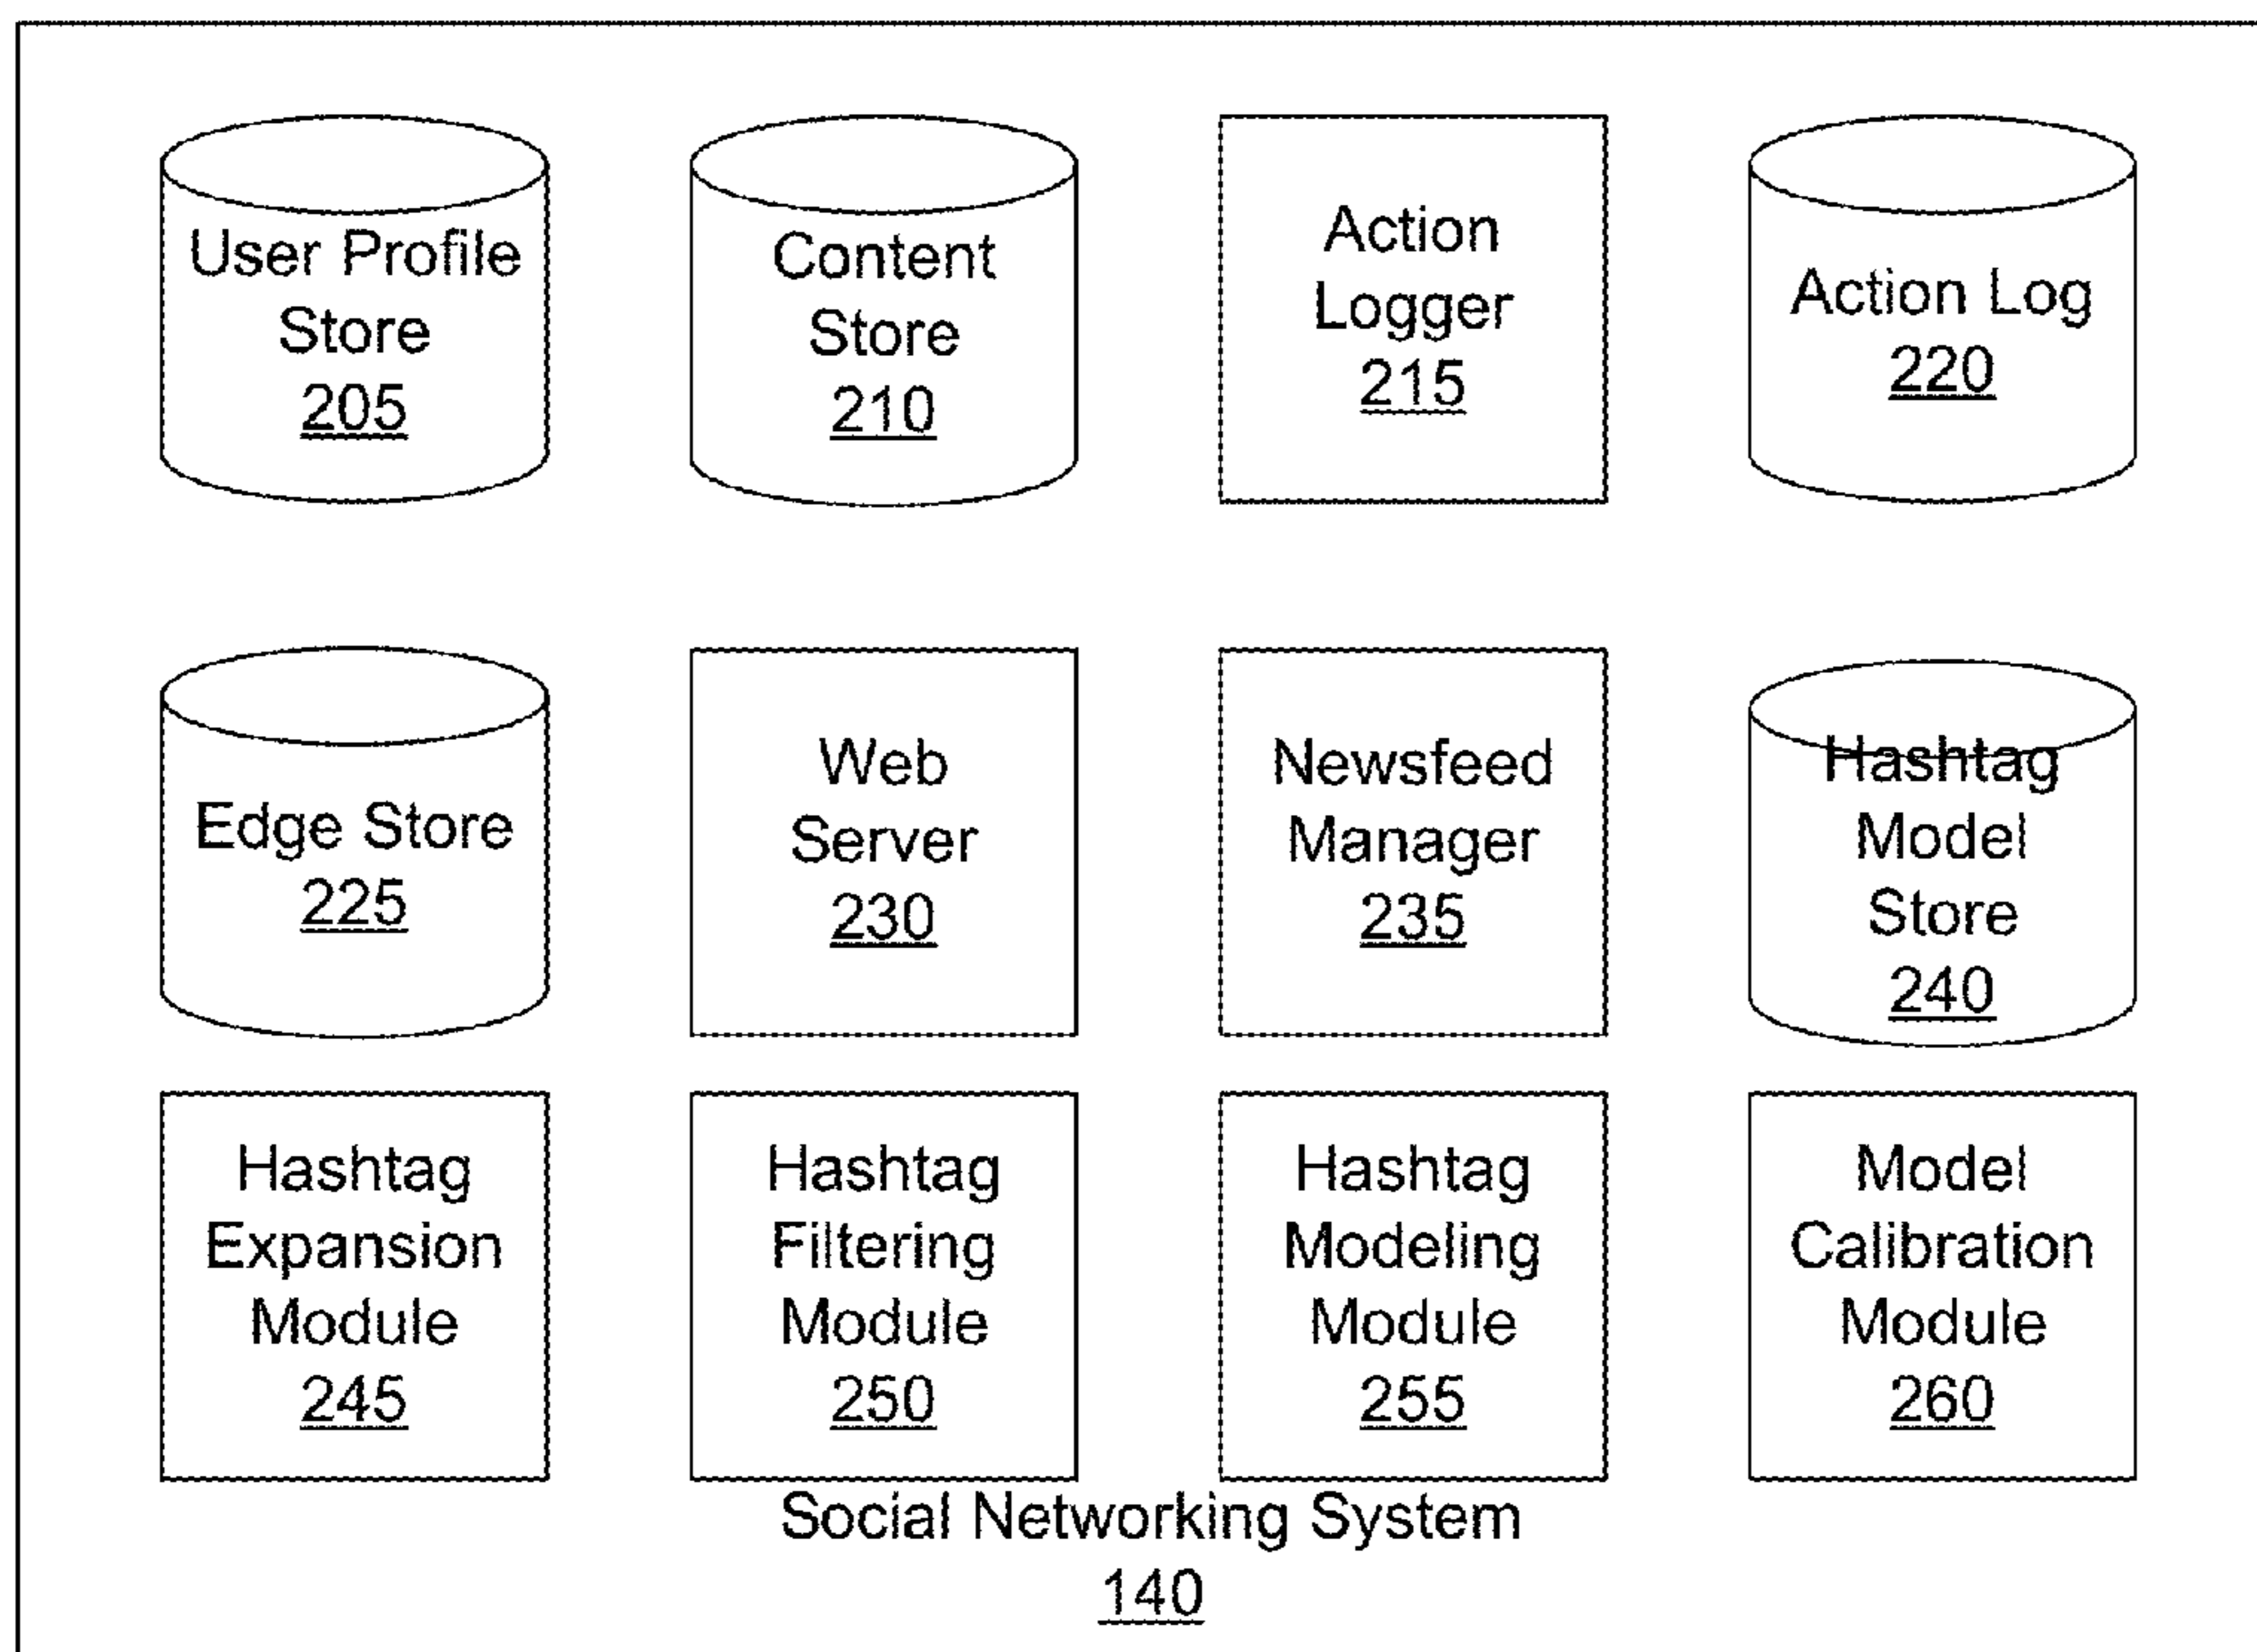 User Profile
Store
205
Content
Store
210
Action
Logger
215
Action Log
220
Edge Store
225
Web
Server
230
Newsfeed
Manager
235
Hashtag
Model
Store
240
Hashtag
Expansion
Module
245
Hashtag
Filtering
Module
250
Hashtag
Modeling
Module
255
Model
Calibration
Module
260
Social Networking System
140